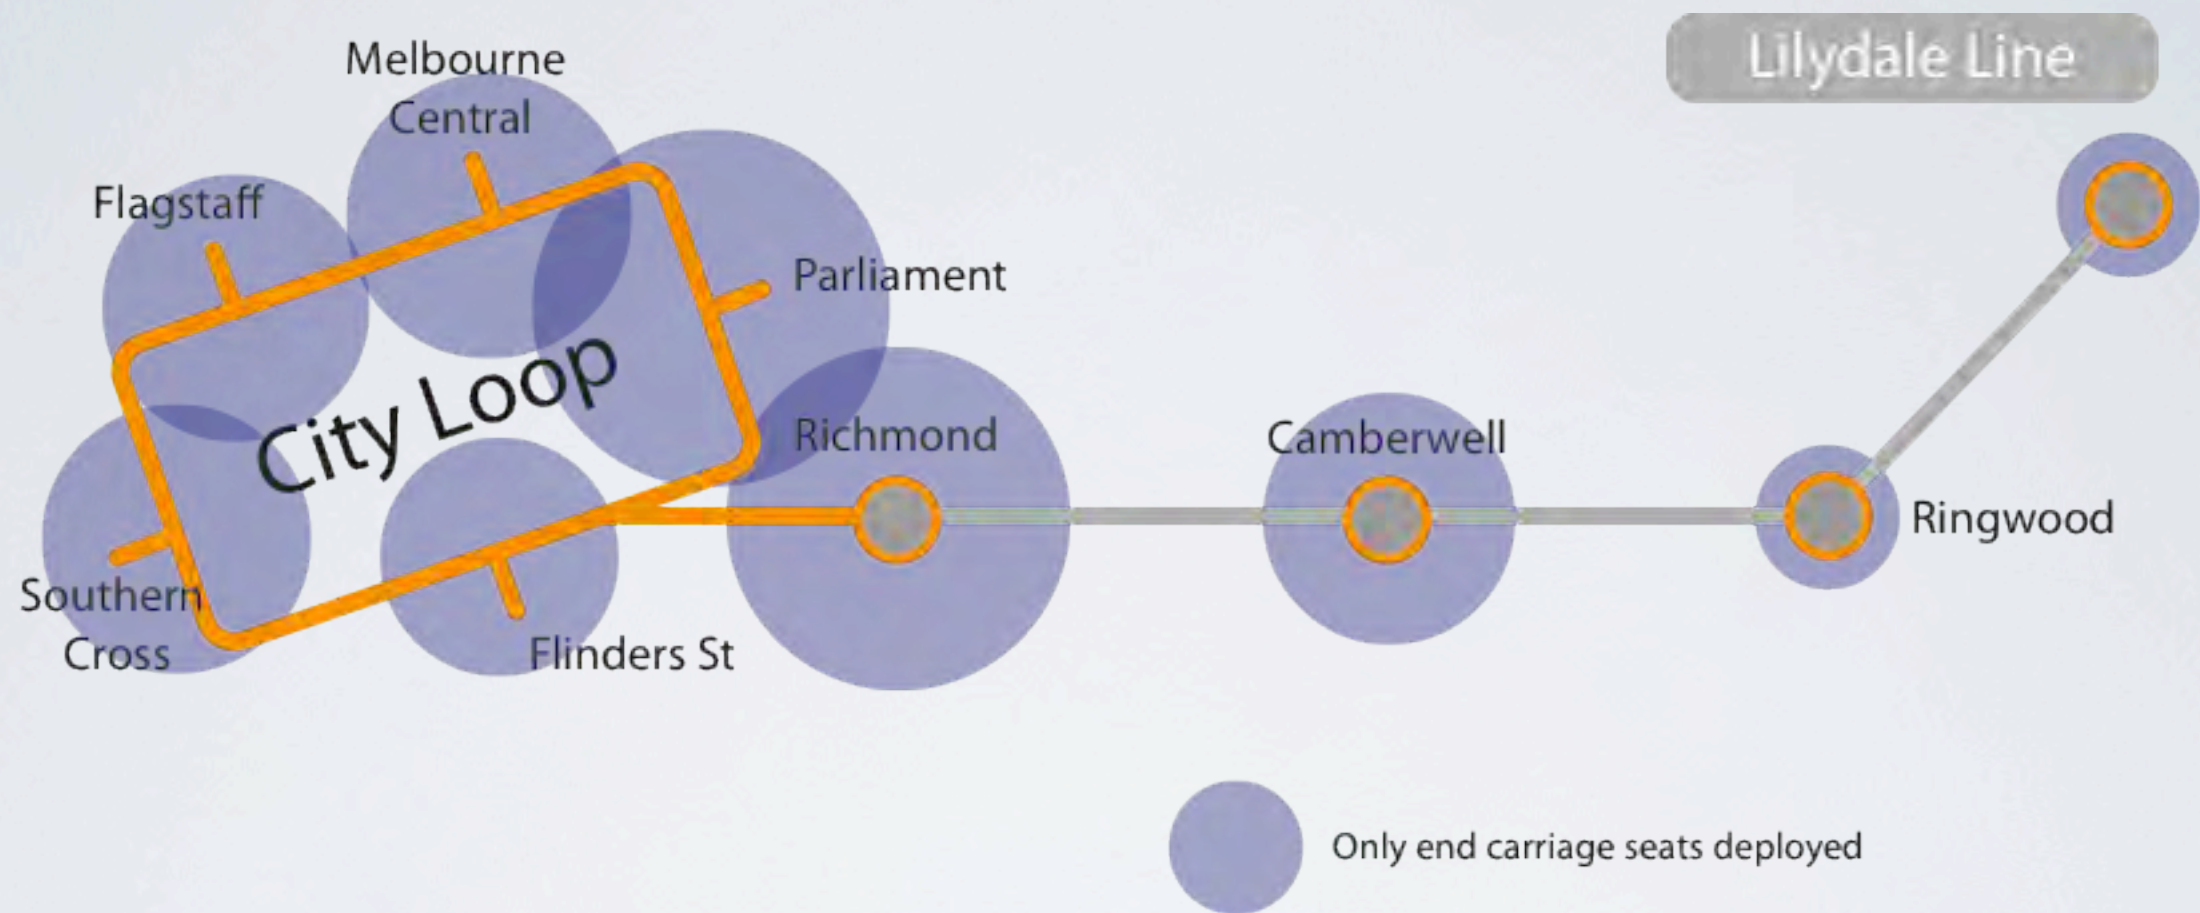 Lilydale Line
Melbourne
Central
Flagstaff
Parliament
City Loop
Richmond
Camberwell
Ringwood
Southern
Cross
Flinders St
Only end carriage seats deployed